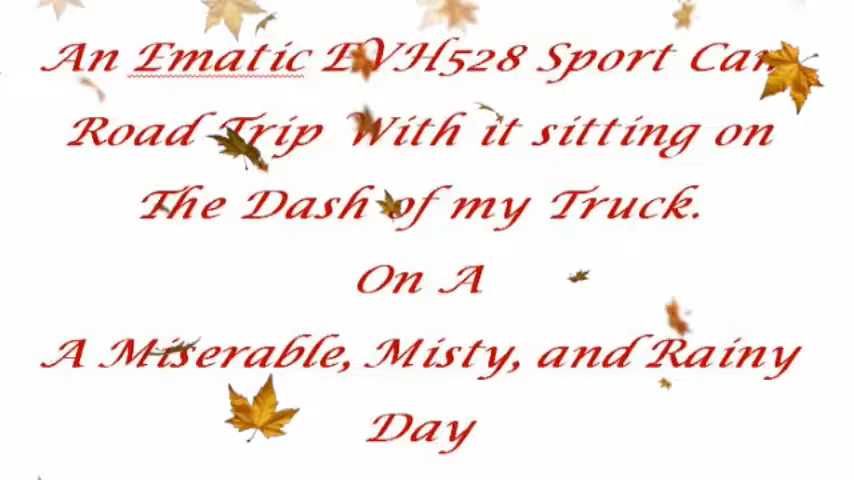 An Ematic EVH528 Sport Cam
Road Trip With it sitting on
The Dash of my Truck.
On A
A Miserable, Misty, and Rainy
Day